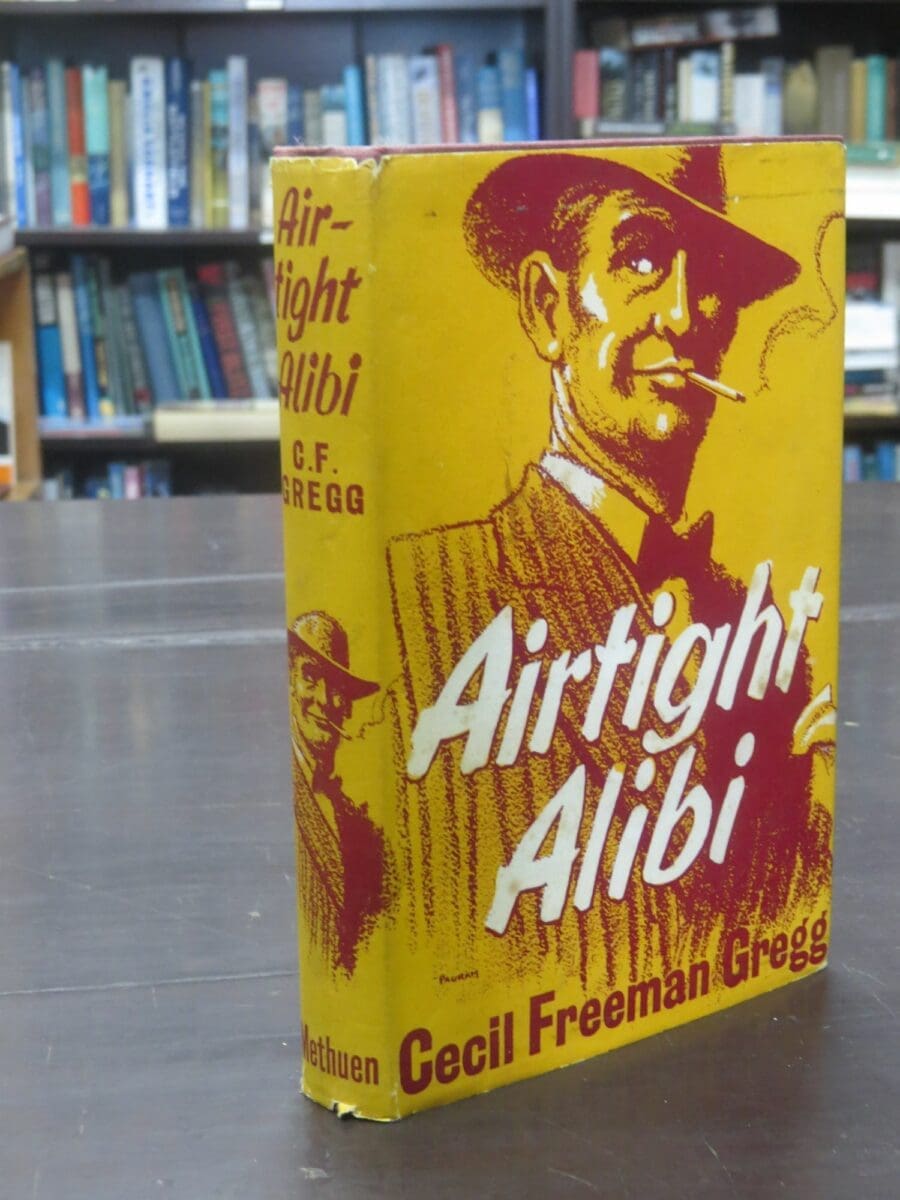 Air-
tight
Alibi
C.F.
GREGG
Methuen
Airtight
Alibi
Cecil Freeman Gregg